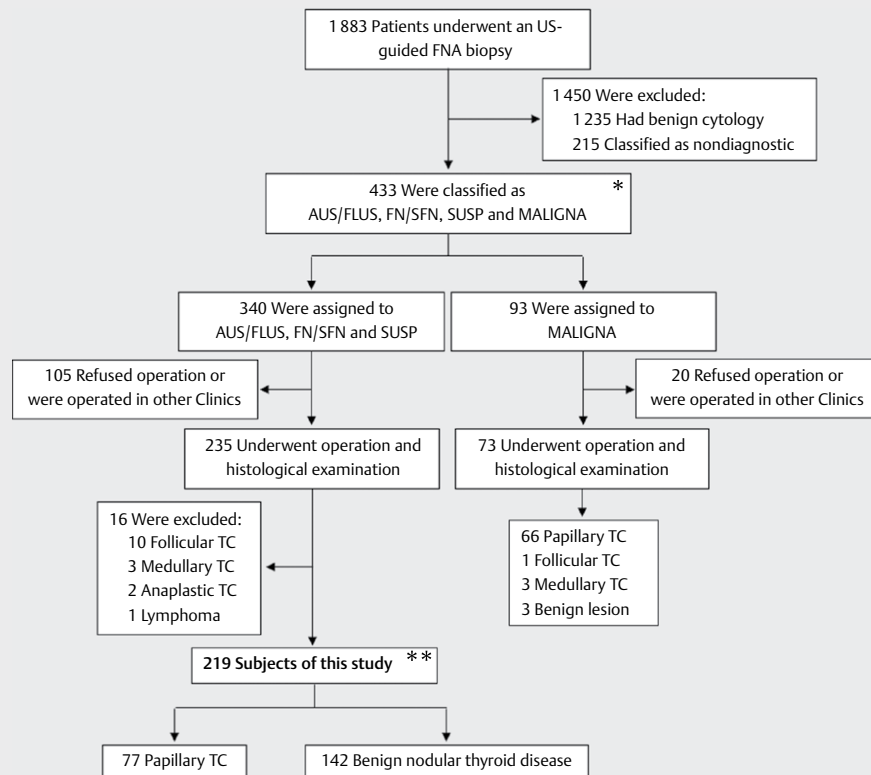 1 883 Patients underwent an US-
guided FNA biopsy
1 450 Were excluded:
1 235 Had benign cytology
215 Classified as nondiagnostic
433 Were classified as *
AUS/FLUS, FN/SFN, SUSP and MALIGNA
340 Were assigned to
AUS/FLUS, FN/SFN and SUSP
93 Were assigned to
MALIGNA
105 Refused operation or
were operated in other Clinics
20 Refused operation or
were operated in other Clinics
235 Underwent operation and
histological examination
73 Underwent operation and
histological examination
16 Were excluded:
10 Follicular TC
3 Medullary TC
2 Anaplastic TC
1 Lymphoma
66 Papillary TC
1 Follicular TC
3 Medullary TC
3 Benign lesion
219 Subjects of this study **
77 Papillary TC
142 Benign nodular thyroid disease